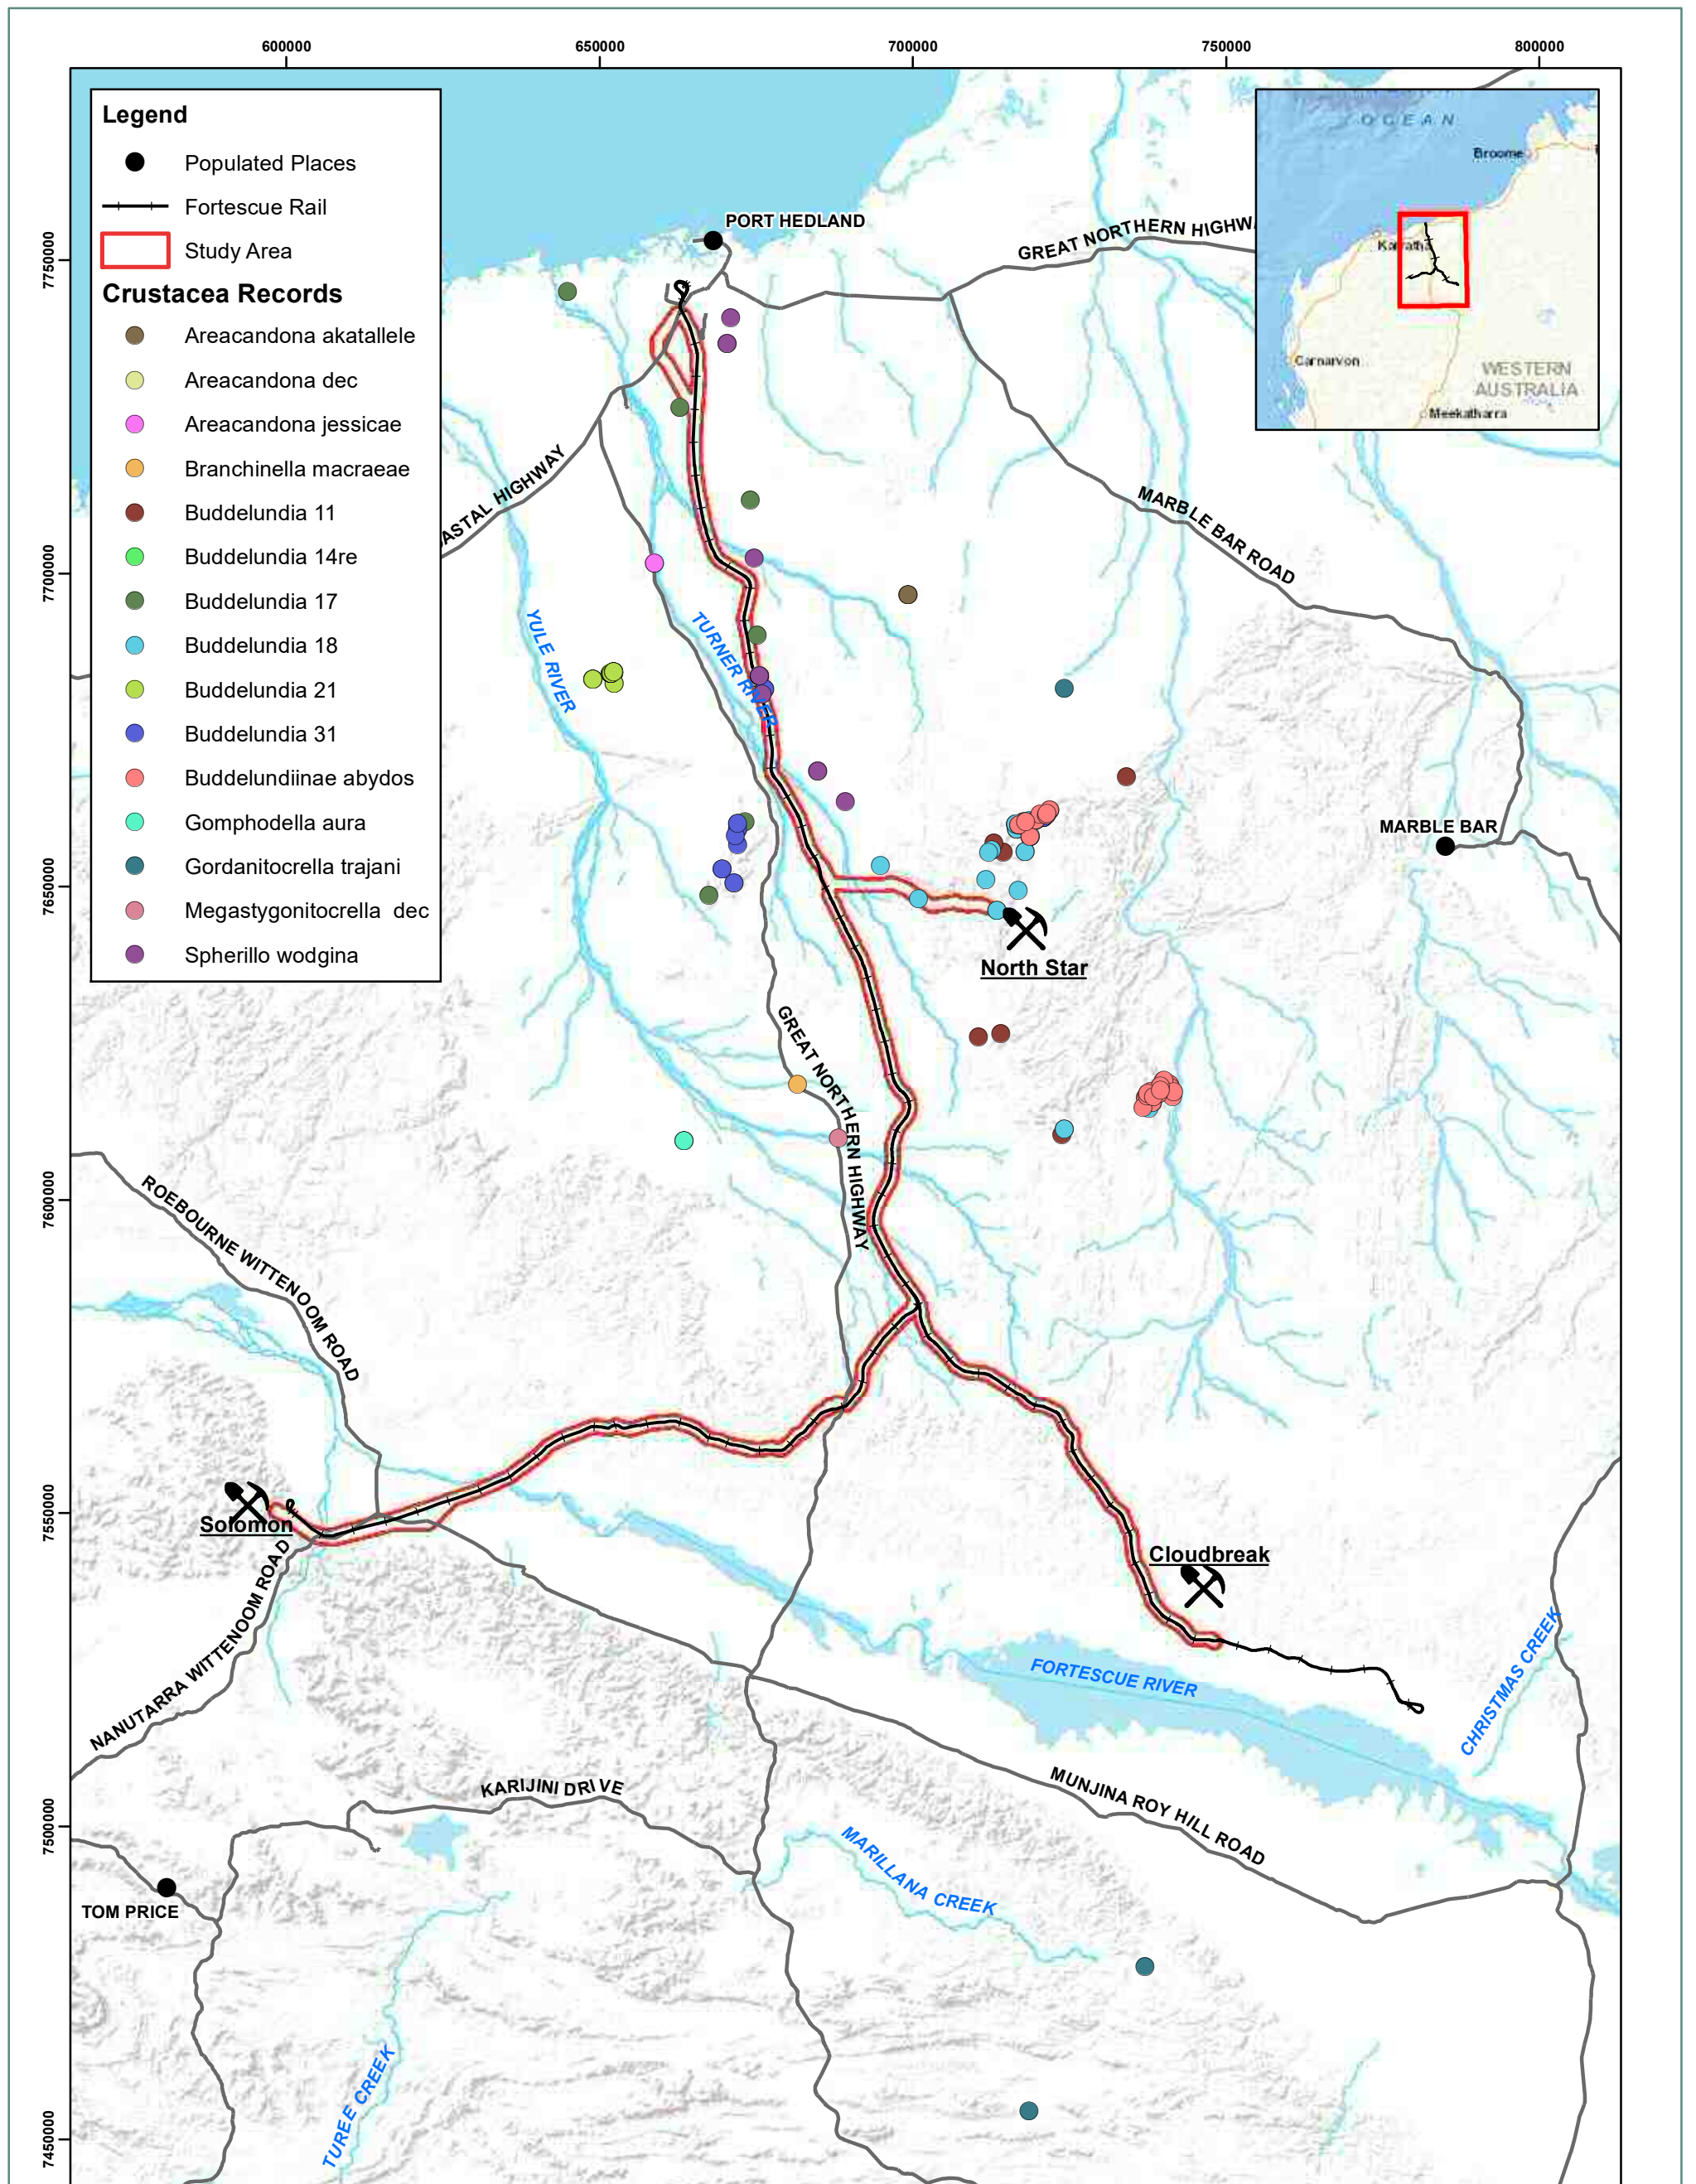 600000
650000
700000
750000
800000
Legend
Populated Places
Fortescue Rail
Study Area
Crustacea Records
Areacandona akatallele
Areacandona dec
Areacandona jessicae
Branchinella macraeae
Buddelundia 11
Buddelundia 14re
Buddelundia 17
Buddelundia 18
Buddelundia 21
Buddelundia 31
Buddelundiinae abydos
Gomphodella aura
Gordanitocrella trajani
Megastygonitocrella dec
Spherillo wodgina
OCEAN
Broome
Karratha
Carnarvon
WESTERN
AUSTRALIA
Meekatharra
7750000
7700000
7650000
7600000
7550000
7500000
7450000
PORT HEDLAND
GREAT NORTHERN HIGHW
ASTAL HIGHWAY
MARBLE BAR ROAD
YULE RIVER
TURNER RIVER
MARBLE BAR
North Star
GREAT NORTHERN HIGHWAY
ROEBOURNE WITTENOOM ROAD
Solomon
Cloudbreak
NANUTARRA WITTENOOM ROAD
FORTESCUE RIVER
CHRISTMAS CREEK
KARIJINI DRIVE
MUNJINA ROY HILL ROAD
MARILLANA CREEK
TOM PRICE
TUREE CREEK